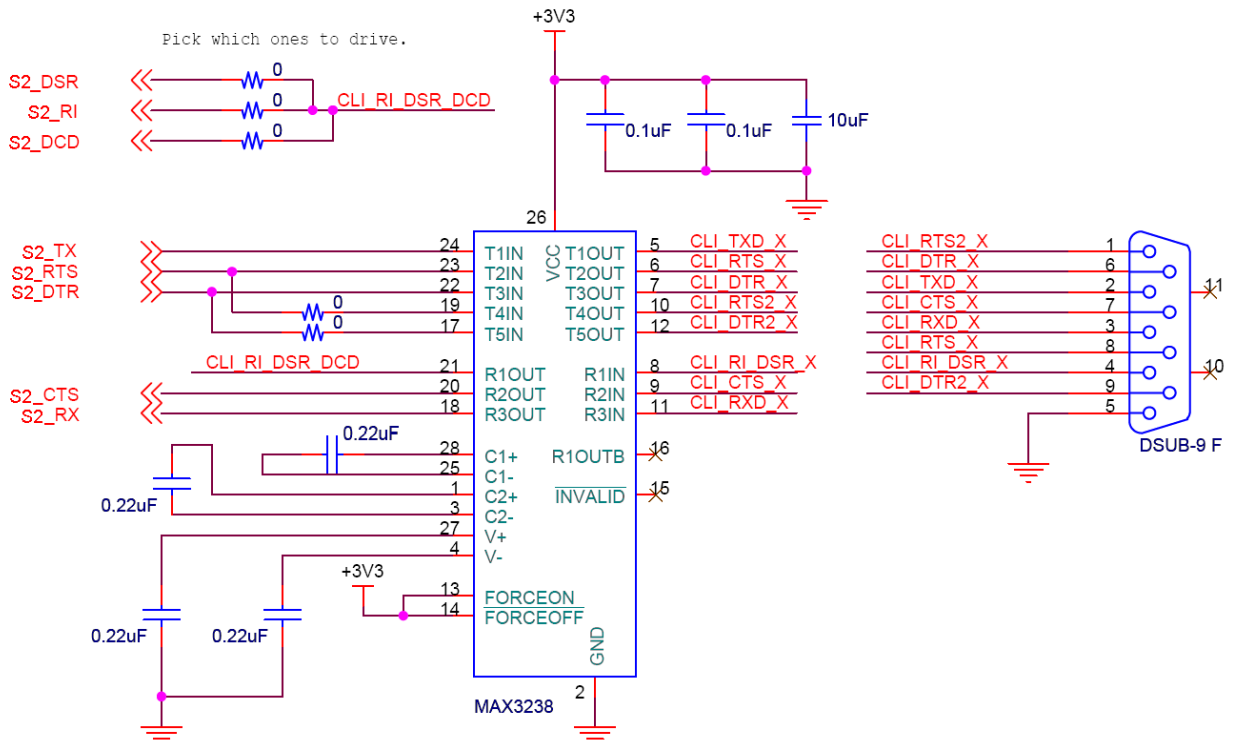 +3V3
Pick which ones to drive.
S2_DSR
0
S2_RI
0
CLI_RI_DSR_DCD
S2_DCD
0
0.1uF
0.1uF
10uF
26
VCC
S2_TX
24
T1IN
T1OUT
5
CLI_TXD_X
S2_RTS
23
T2IN
T2OUT
6
CLI_RTS_X
S2_DTR
22
T3IN
T3OUT
7
CLI_DTR_X
0
19
T4IN
T4OUT
10
CLI_RTS2_X
0
17
T5IN
T5OUT
12
CLI_DTR2_X
CLI_RI_DSR_DCD
21
R1OUT
R1IN
8
CLI_RI_DSR_X
S2_CTS
20
R2OUT
R2IN
9
CLI_CTS_X
S2_RX
18
R3OUT
R3IN
11
CLI_RXD_X
0.22uF
28
C1+
R1OUTB
16
25
C1-
0.22uF
1
C2+
INVALID
15
3
C2-
27
V+
4
V-
+3V3
13
FORCEON
14
FORCEOFF
0.22uF
0.22uF
GND
2
MAX3238
CLI_RTS2_X
1
CLI_DTR_X
6
CLI_TXD_X
2
11
CLI_CTS_X
7
CLI_RXD_X
3
CLI_RTS_X
8
CLI_RI_DSR_X
4
10
CLI_DTR2_X
9
5
DSUB-9 F